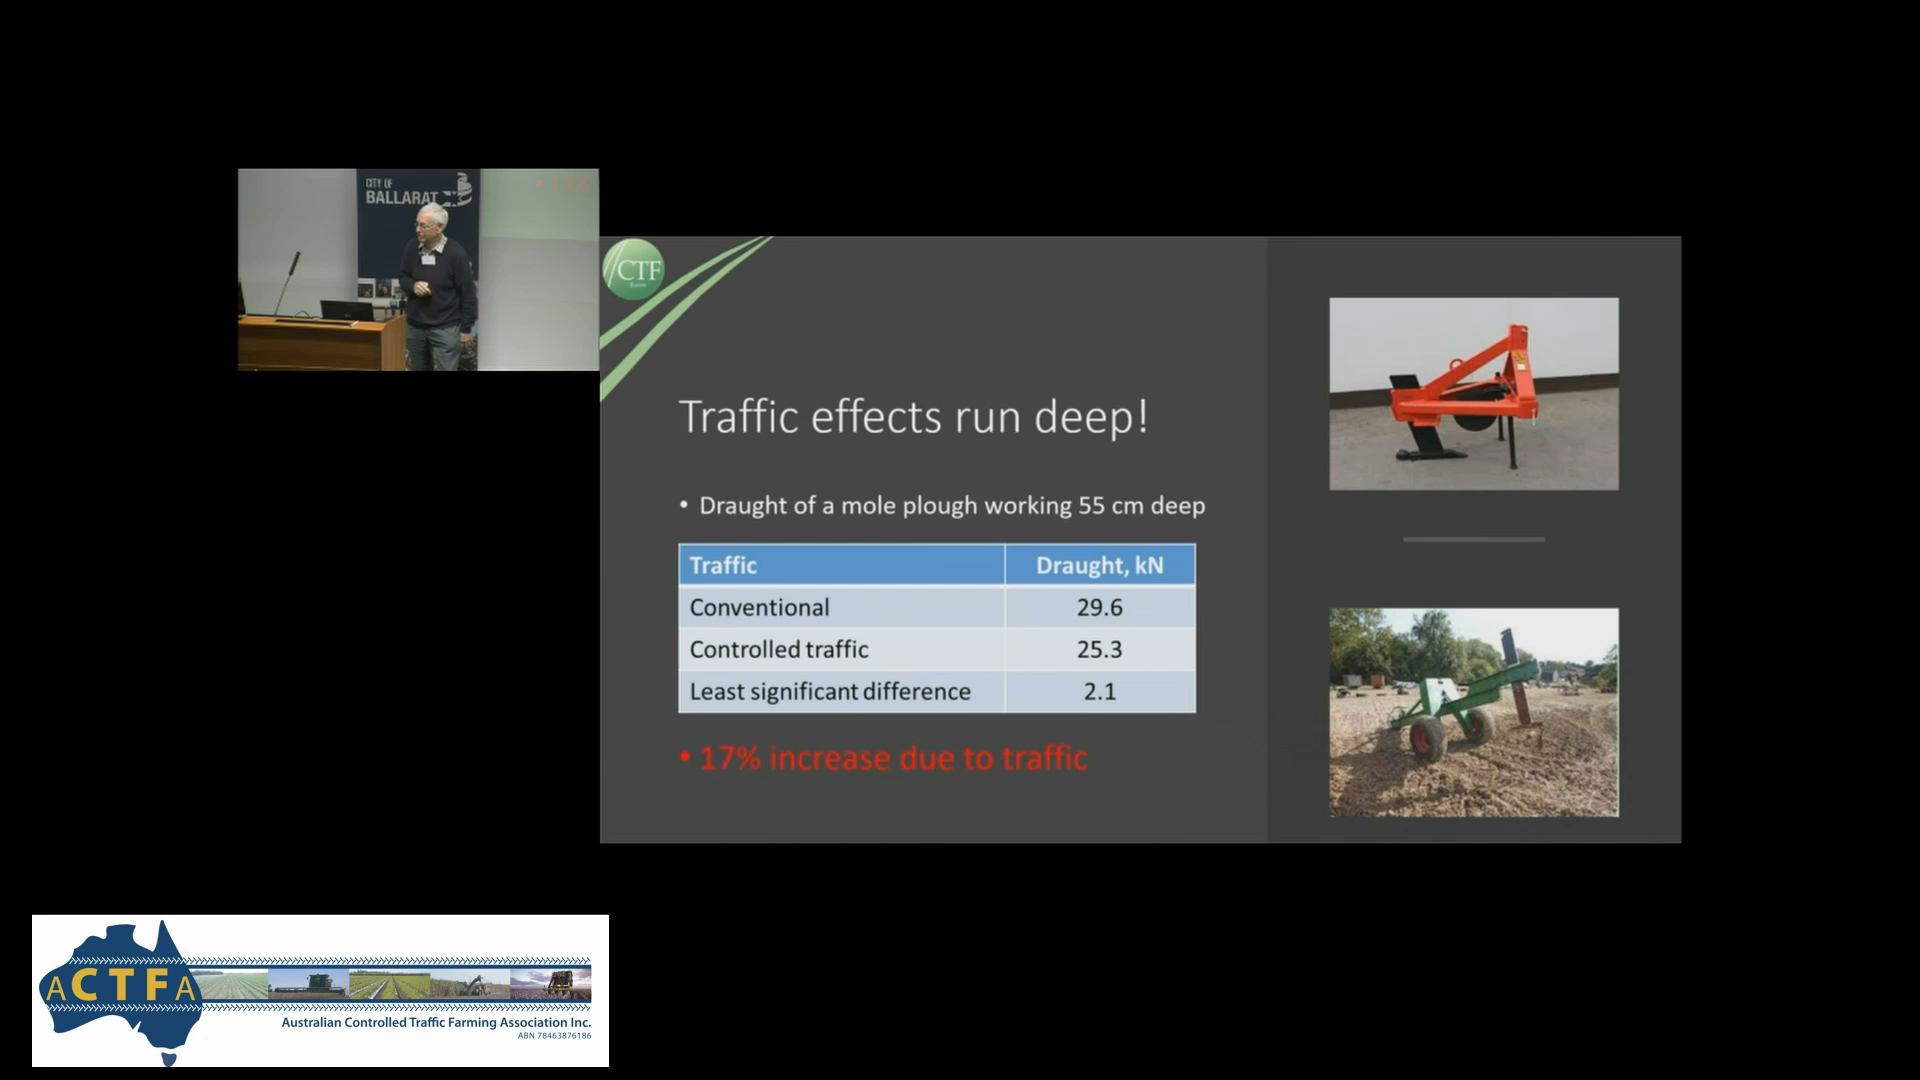 CITY OF
BALLARAT
17%
CTF
Europe
Traffic effects run deep!
• Draught of a mole plough working 55 cm deep
Traffic Draught, kN
Conventional 29.6
Controlled traffic 25.3
Least significant difference 2.1
• 17% increase due to traffic
ACTFA
Australian Controlled Traffic Farming Association Inc.
ABN 78463876186